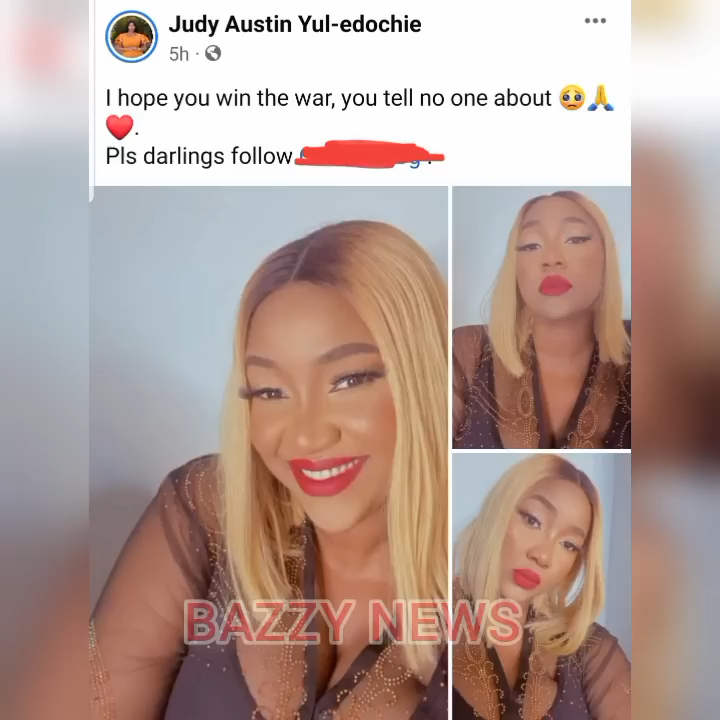 Judy Austin Yul-edochie
5h ·
I hope you win the war, you tell no one about 🥺🙏
❤️.
Pls darlings follow
BAZZY NEWS